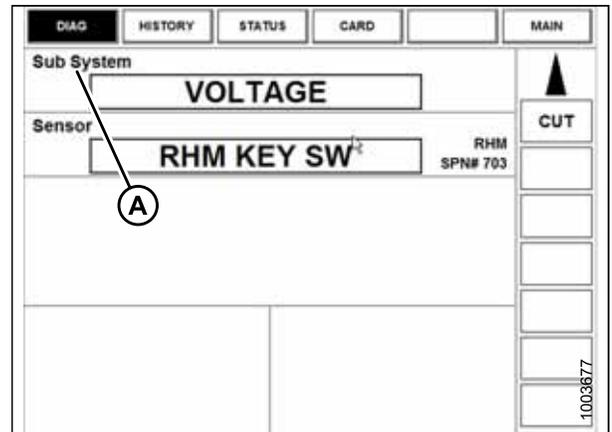 DIAG HISTORY STATUS CARD MAIN
Sub System
VOLTAGE
CUT
Sensor
RHM KEY SW
RHM
SPN# 703
A
1003677